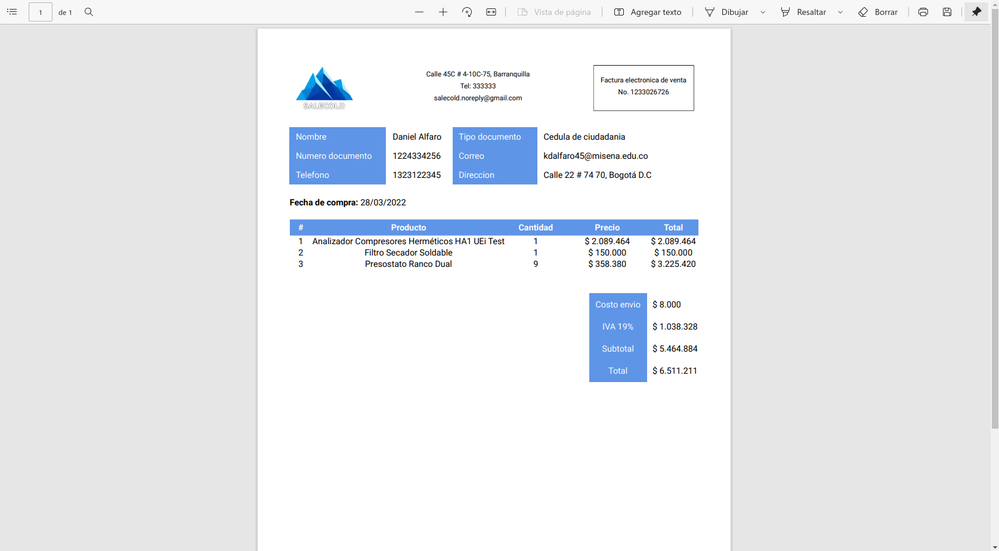 1 de 1 Vista de página Agregar texto Dibujar Resaltar Borrar
SALECOLD
Calle 45C # 4-10C-75, Barranquilla
Tel: 333333
salecold.noreply@gmail.com
Factura electronica de venta
No. 1233026726
Nombre Daniel Alfaro Tipo documento Cedula de ciudadania
Numero documento 1224334256 Correo kdalfaro45@misena.edu.co
Telefono 1323122345 Direccion Calle 22 # 74 70, Bogotá D.C
Fecha de compra: 28/03/2022
# Producto Cantidad Precio Total
1 Analizador Compresores Herméticos HA1 UEi Test 1 $ 2.089.464 $ 2.089.464
2 Filtro Secador Soldable 1 $ 150.000 $ 150.000
3 Presostato Ranco Dual 9 $ 358.380 $ 3.225.420
Costo envio $ 8.000
IVA 19% $ 1.038.328
Subtotal $ 5.464.884
Total $ 6.511.211